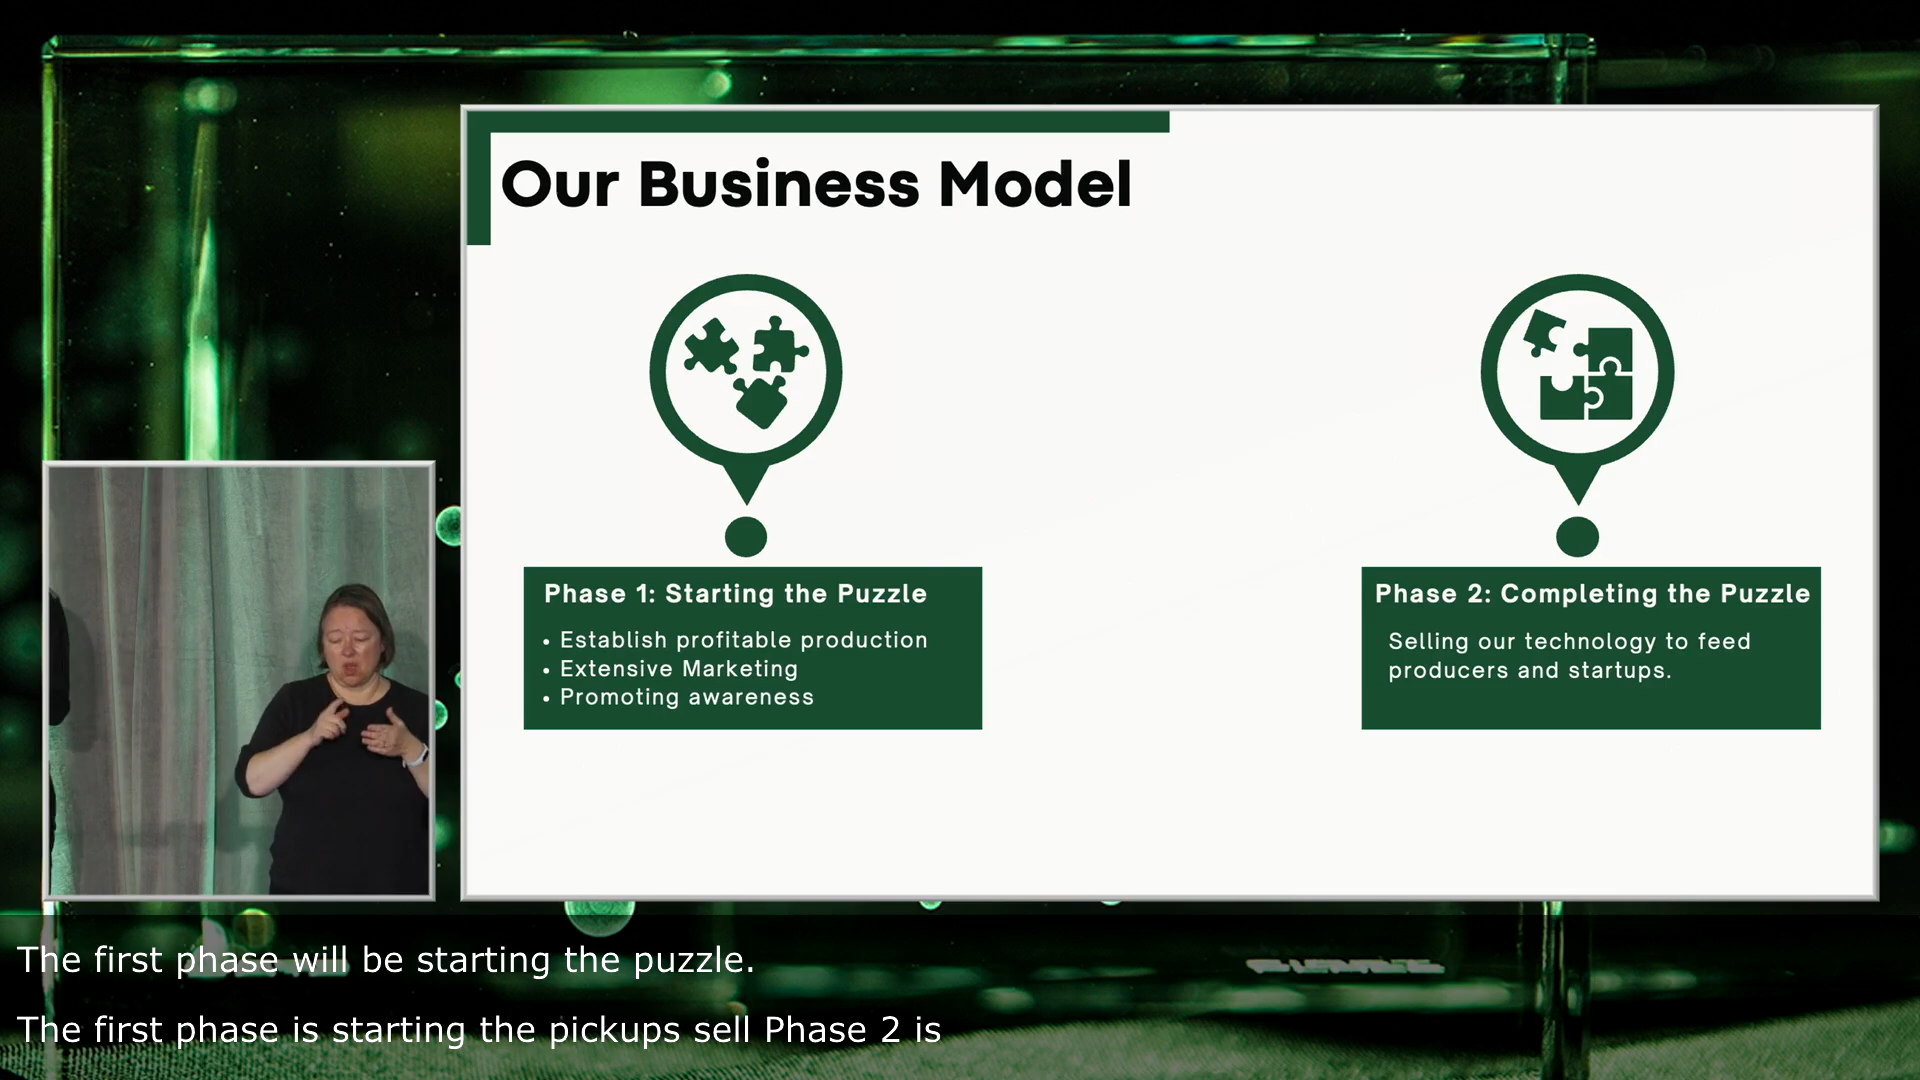 Our Business Model
Phase 1: Starting the Puzzle
• Establish profitable production
• Extensive Marketing
• Promoting awareness
Phase 2: Completing the Puzzle
Selling our technology to feed
producers and startups.
The first phase will be starting the puzzle.
The first phase is starting the pickups sell Phase 2 is